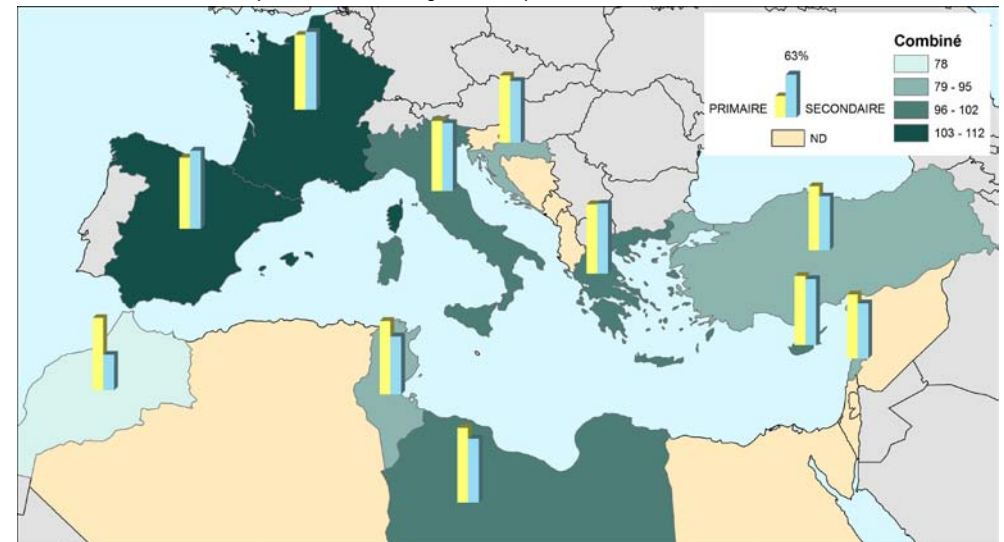 Combiné
63%
78
79 - 95
PRIMAIRE SECONDAIRE
96 - 102
ND
103 - 112